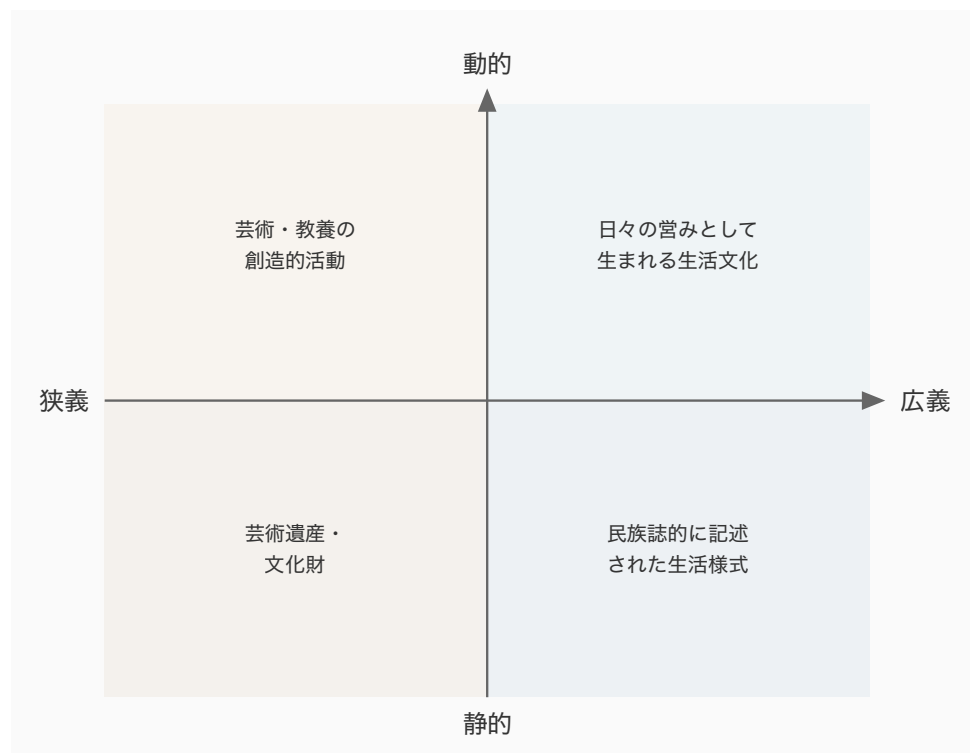 動的
芸術・教養の
創造的活動
日々の営みとして
生まれる生活文化
狭義
広義
芸術遺産・
文化財
民族誌的に記述
された生活様式
静的